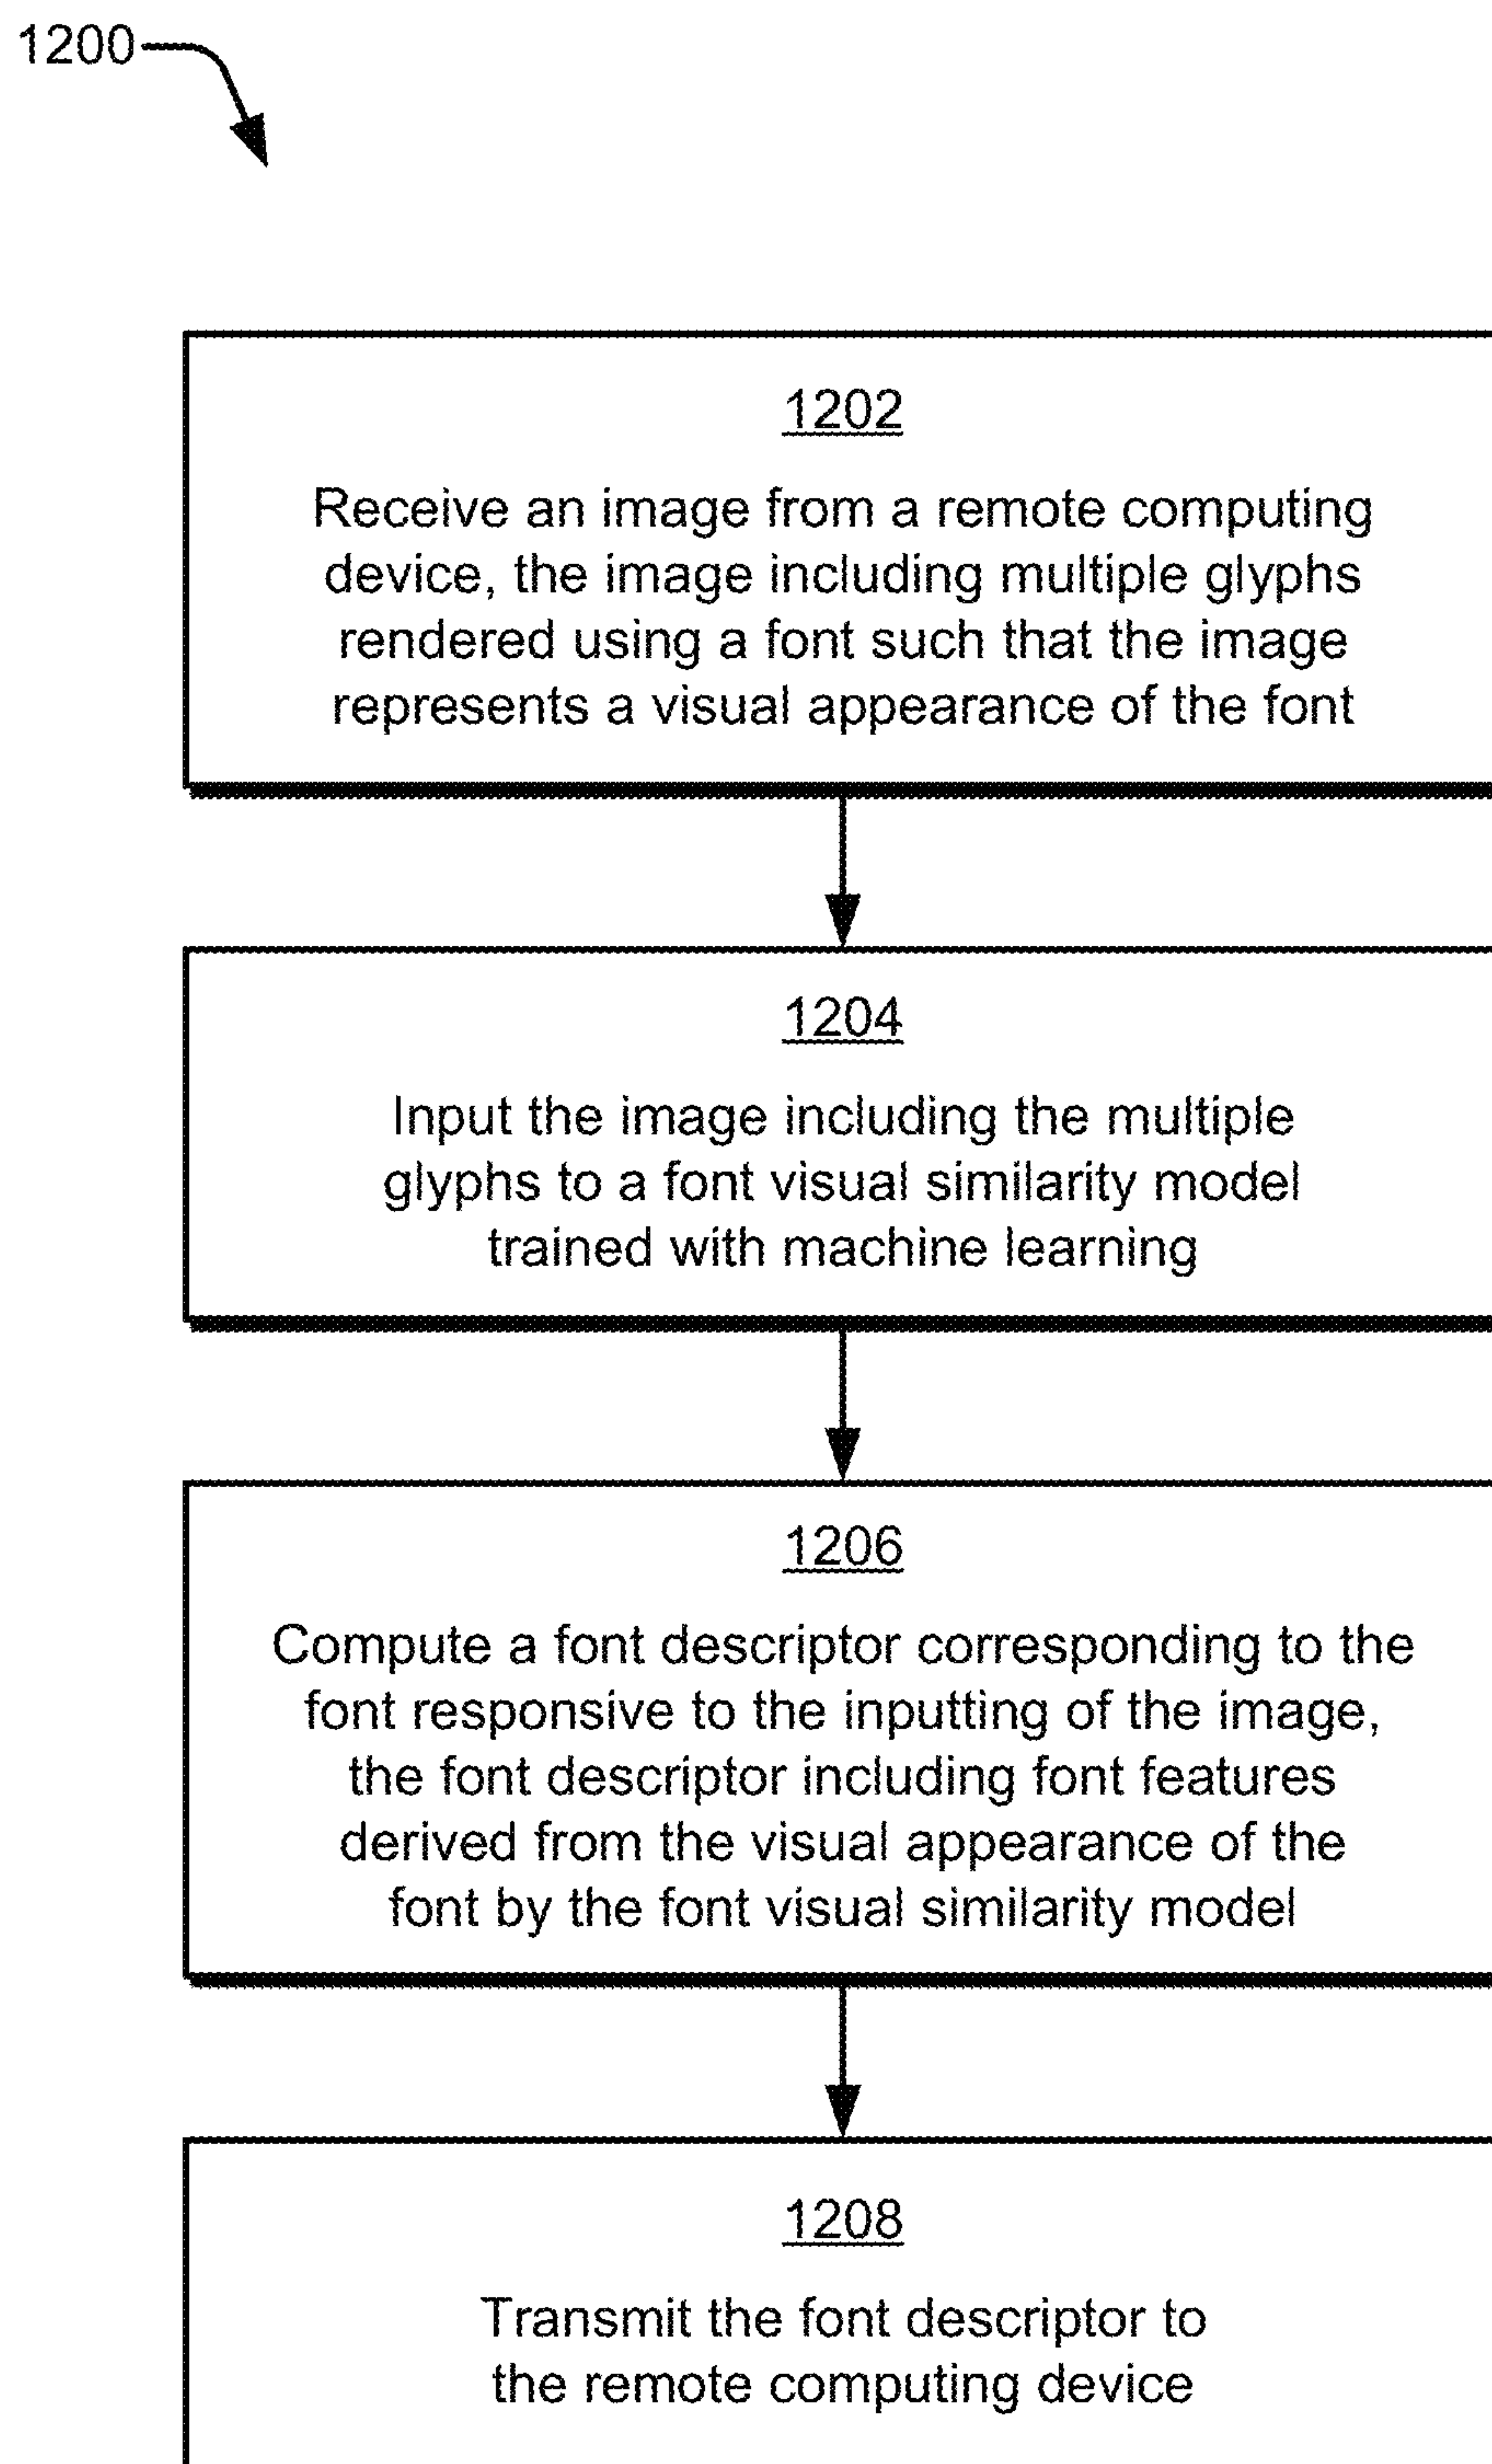 1200
1202
Receive an image from a remote computing
device, the image including multiple glyphs
rendered using a font such that the image
represents a visual appearance of the font
1204
Input the image including the multiple
glyphs to a font visual similarity model
trained with machine learning
1206
Compute a font descriptor corresponding to the
font responsive to the inputting of the image,
the font descriptor including font features
derived from the visual appearance of the
font by the font visual similarity model
1208
Transmit the font descriptor to
the remote computing device